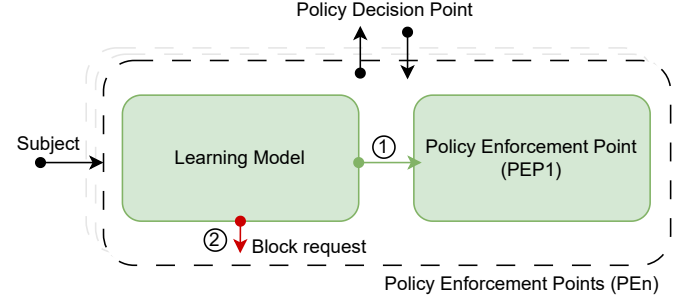 Policy Decision Point
Subject
Learning Model
1
Policy Enforcement Point
(PEP1)
2
Block request
Policy Enforcement Points (PEn)